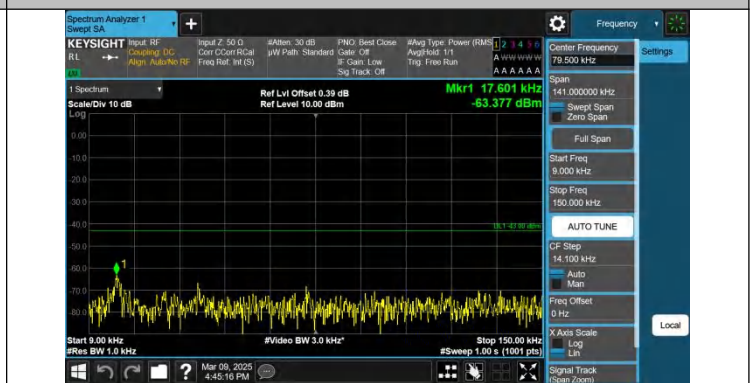 Spectrum Analyzer 1
Swept SA
Frequency
KEYSIGHT
RL
Input: RF
Coupling: DC
Align: Auto/No RF
Input Z: 50 Ω
Corr CCorr RCal
Freq Ref: Int (S)
#Atten: 30 dB
µW Path: Standard
PNO: Best Close
Gate: Off
IF Gain: Low
Sig Track: Off
#Avg Type: Power (RMS)
Avg|Hold: 1/1
Trig: Free Run
1 2 3 4 5 6
A W W W W W
A A A A A A
1 Spectrum
Scale/Div 10 dB
Log
Ref Lvl Offset 0.39 dB
Ref Level 10.00 dBm
Mkr1 17.601 kHz
-63.377 dBm
0.00
-10.0
-20.0
-30.0
-40.0
-50.0
-60.0
-70.0
-80.0
1
Start 9.00 kHz
#Res BW 1.0 kHz
#Video BW 3.0 kHz*
Stop 150.00 kHz
#Sweep 1.00 s (1001 pts)
Center Frequency
79.500 kHz
Settings
Span
141.000000 kHz
Swept Span
Zero Span
Full Span
Start Freq
9.000 kHz
Stop Freq
150.000 kHz
AUTO TUNE
CF Step
14.100 kHz
Auto
Man
Freq Offset
0 Hz
X Axis Scale
Log
Lin
Local
Signal Track
(Span Zoom)
?
Mar 09, 2025
4:45:16 PM